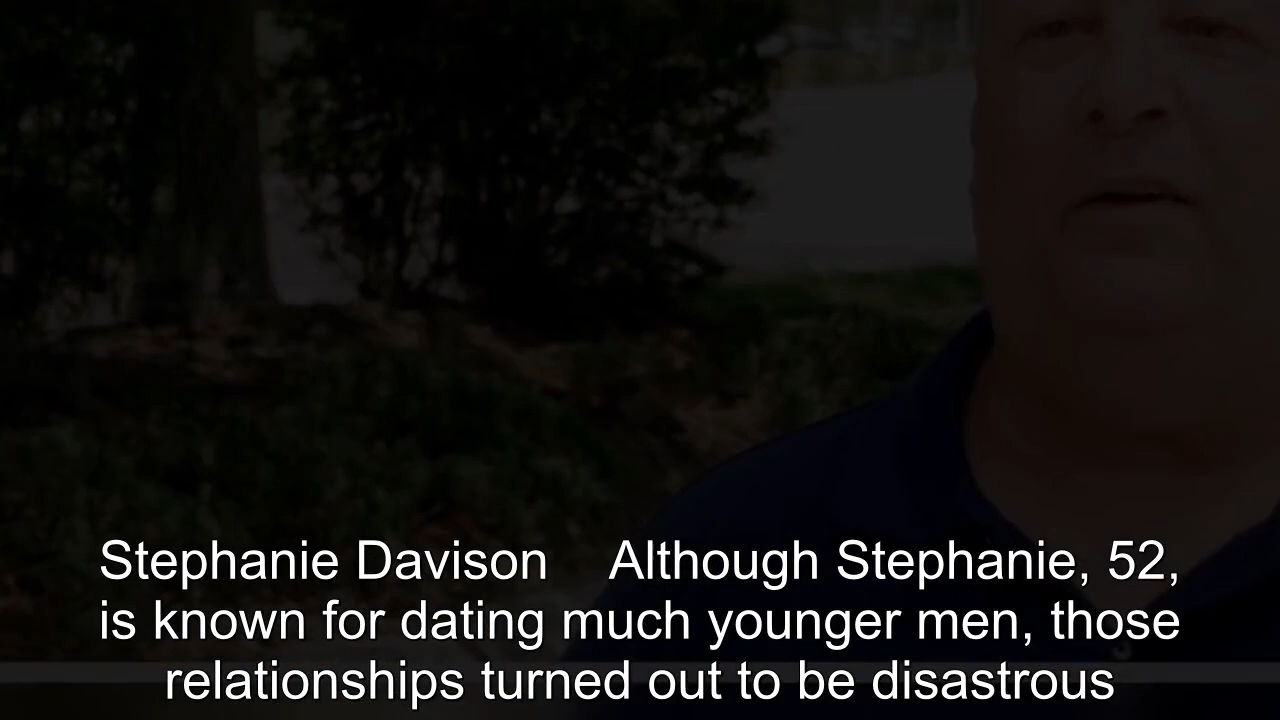 Stephanie Davison    Although Stephanie, 52,
is known for dating much younger men, those
relationships turned out to be disastrous